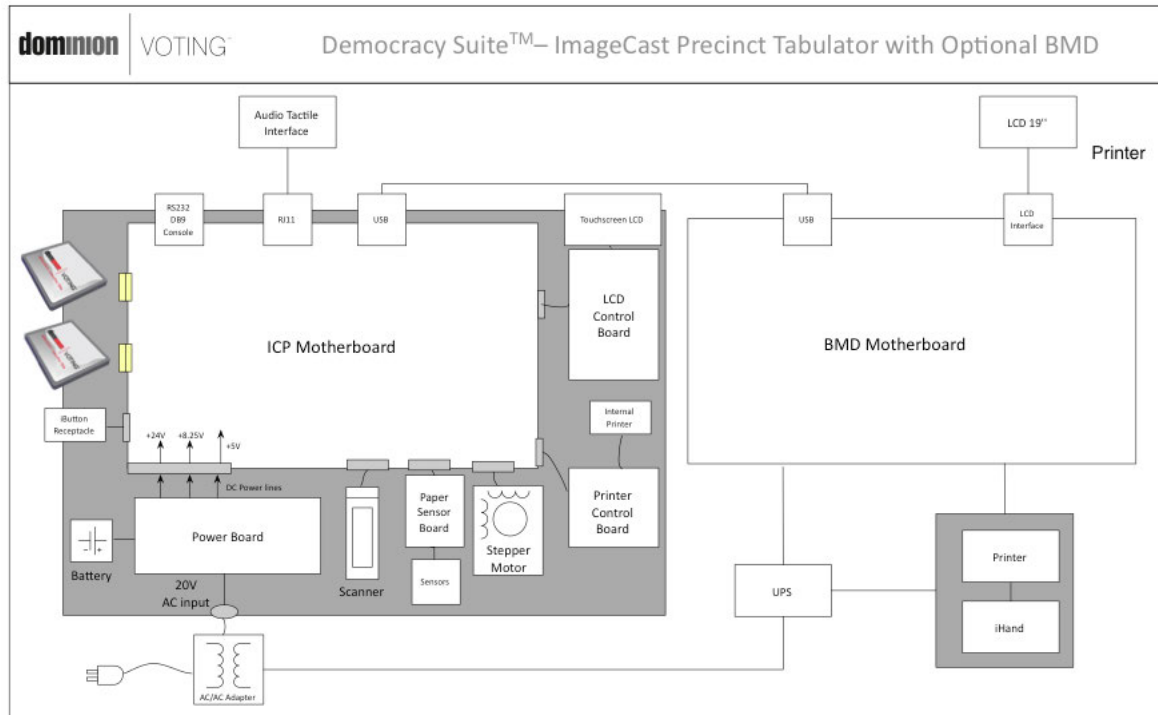 dominion VOTING™
Democracy Suite™– ImageCast Precinct Tabulator with Optional BMD
Audio Tactile
Interface
LCD 19''
Printer
RS232
DB9
Console
RJ11
USB
Touchscreen LCD
USB
LCD
Interface
VOTING
VOTING
ICP Motherboard
LCD
Control
Board
BMD Motherboard
iButton
Receptacle
+24V
+8.25V
+5V
Internal
Printer
DC Power lines
Power Board
Battery
20V
AC input
Scanner
Paper
Sensor
Board
Sensors
Stepper
Motor
Printer
Control
Board
UPS
Printer
iHand
AC/AC Adapter